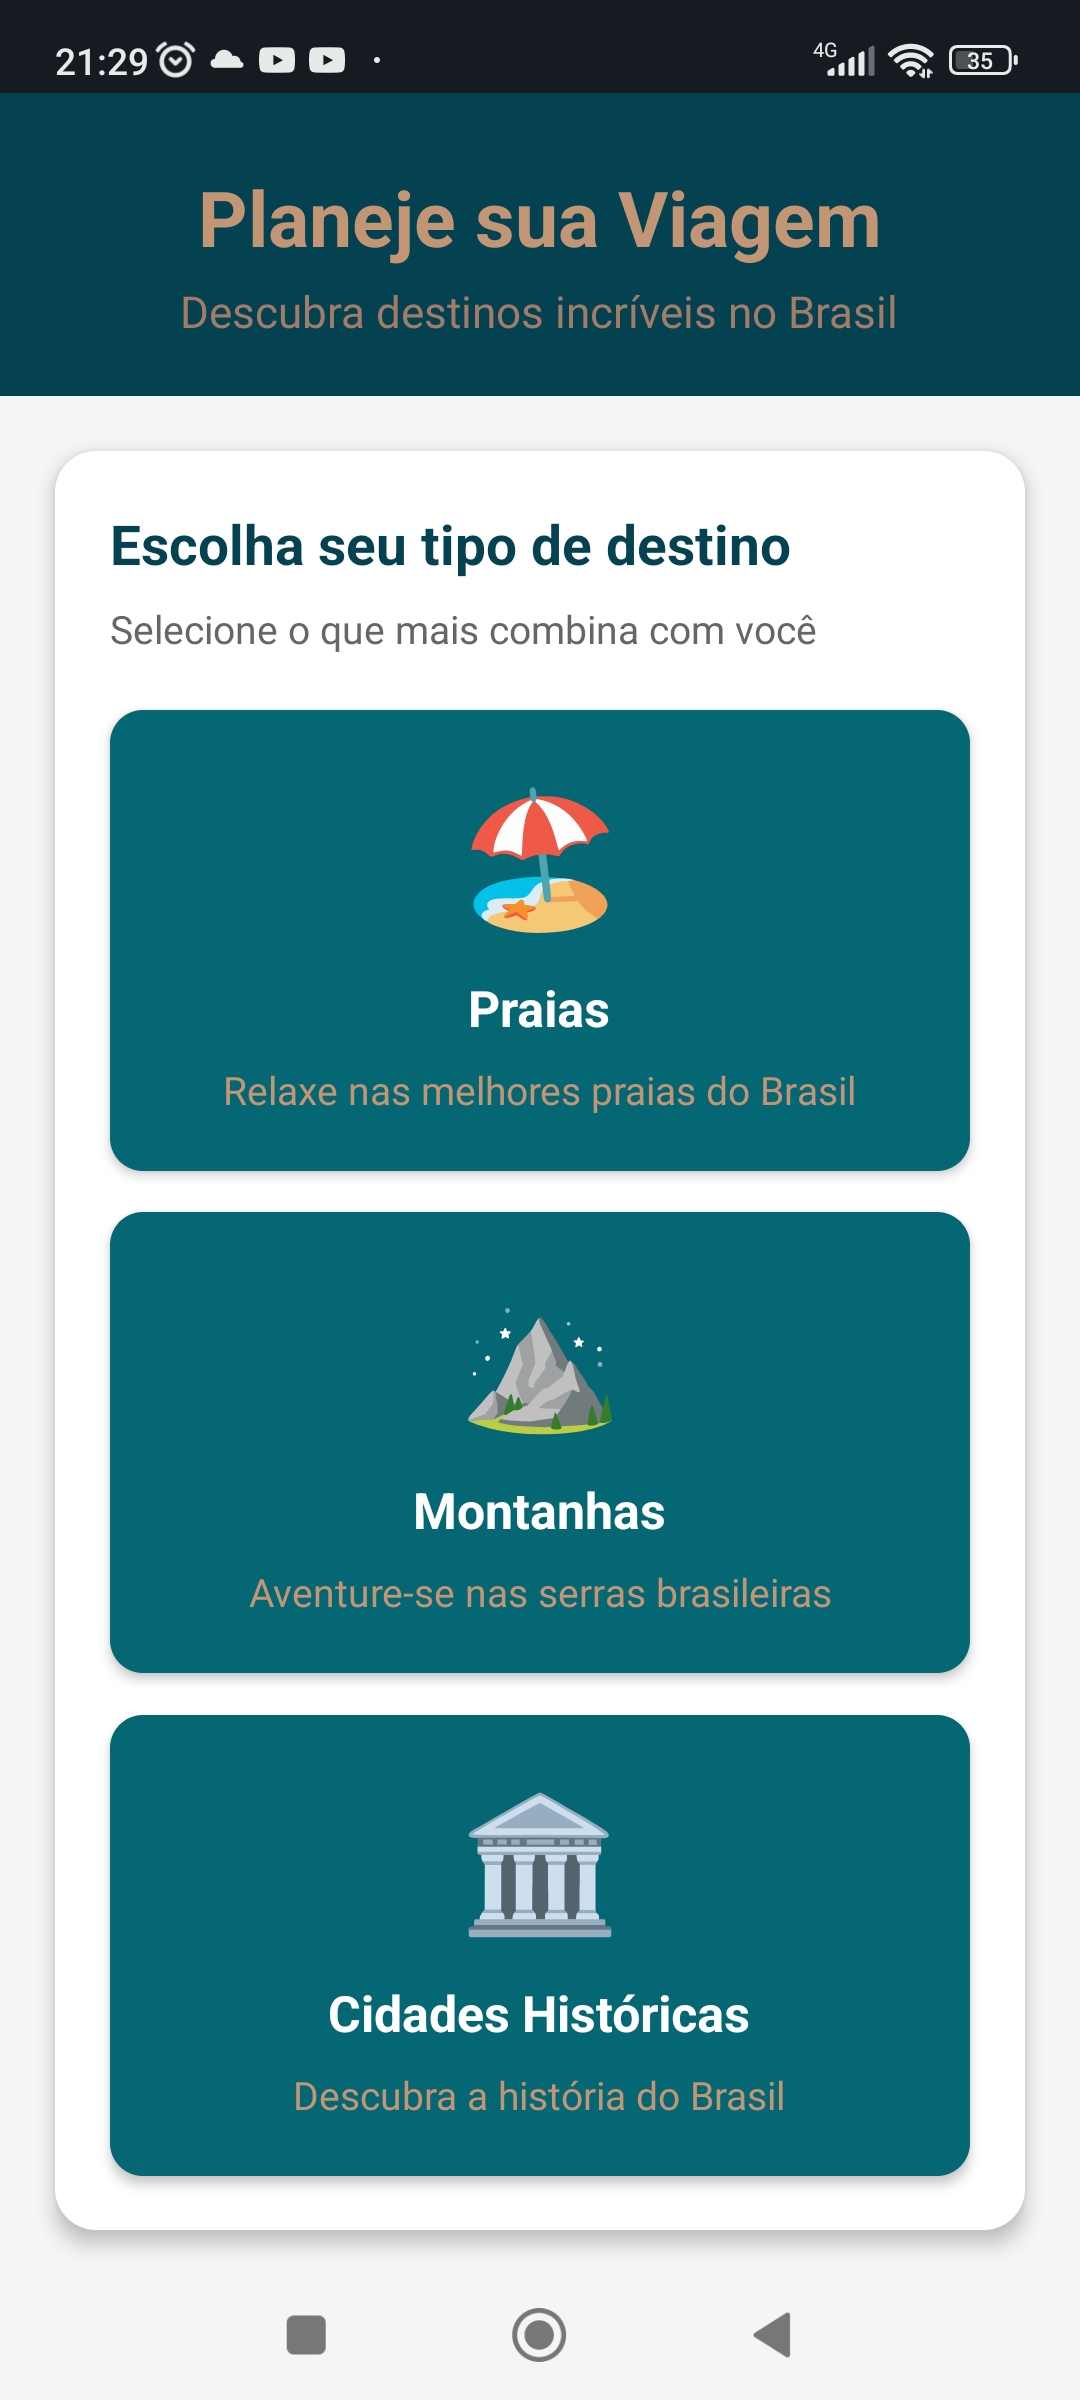 21:29
4G
35
Planeje sua Viagem
Descubra destinos incríveis no Brasil
Escolha seu tipo de destino
Selecione o que mais combina com você
Praias
Relaxe nas melhores praias do Brasil
Montanhas
Aventure-se nas serras brasileiras
Cidades Históricas
Descubra a história do Brasil